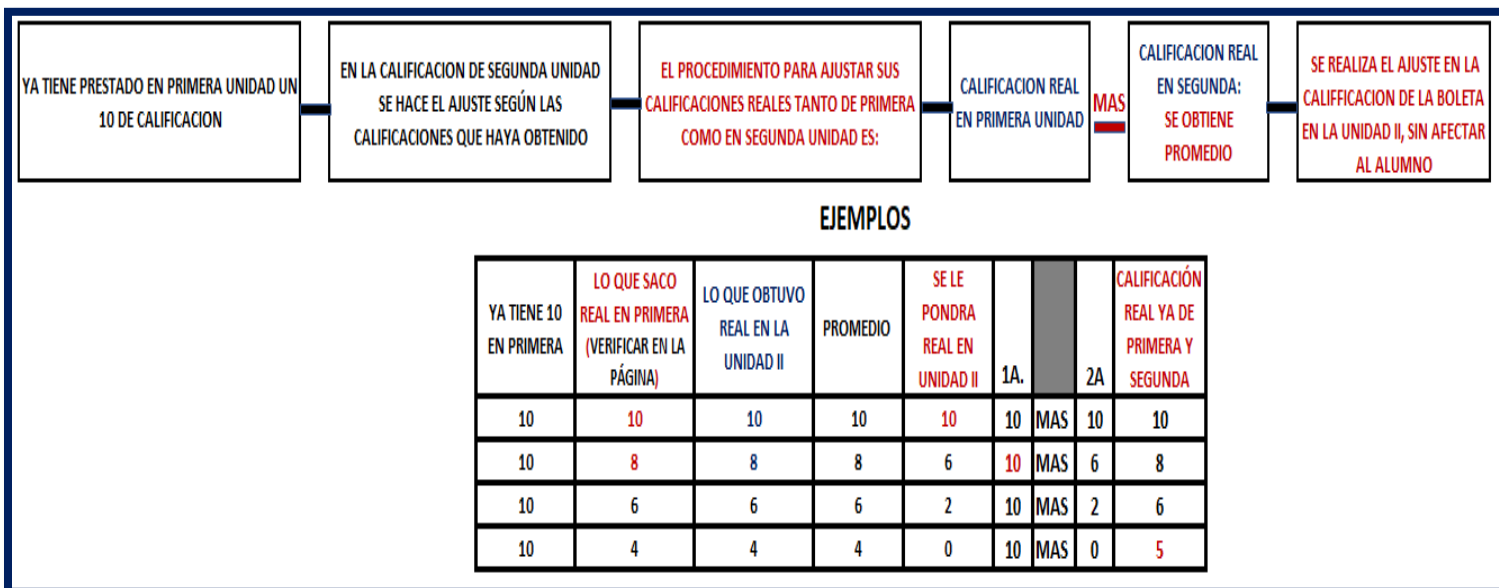 YA TIENE PRESTADO EN PRIMERA UNIDAD UN
10 DE CALIFICACION
EN LA CALIFICACION DE SEGUNDA UNIDAD
SE HACE EL AJUSTE SEGÚN LAS
CALIFICACIONES QUE HAYA OBTENIDO
EL PROCEDIMIENTO PARA AJUSTAR SUS
CALIFICACIONES REALES TANTO DE PRIMERA
COMO EN SEGUNDA UNIDAD ES:
CALIFICACION REAL
EN PRIMERA UNIDAD
MAS
CALIFICACION REAL
EN SEGUNDA:
SE OBTIENE
PROMEDIO
SE REALIZA EL AJUSTE EN LA
CALIFFICACION DE LA BOLETA
EN LA UNIDAD II, SIN AFECTAR
AL ALUMNO
EJEMPLOS
YA TIENE 10
EN PRIMERA
LO QUE SACO
REAL EN PRIMERA
(VERIFICAR EN LA
PÁGINA)
LO QUE OBTUVO
REAL EN LA
UNIDAD II
PROMEDIO
SE LE
PONDRA
REAL EN
UNIDAD II
1A.
2A
CALIFICACIÓN
REAL YA DE
PRIMERA Y
SEGUNDA
10 10 10 10 10 10 MAS 10 10
10 8 8 8 6 10 MAS 6 8
10 6 6 6 2 10 MAS 2 6
10 4 4 4 0 10 MAS 0 5